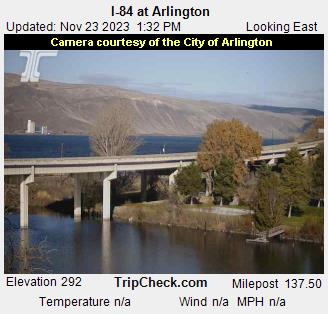 I-84 at Arlington
Updated: Nov 23 2023 1:32 PM Looking East
Camera courtesy of the City of Arlington
Elevation 292 TripCheck.com Milepost 137.50
Temperature n/a Wind n/a MPH n/a